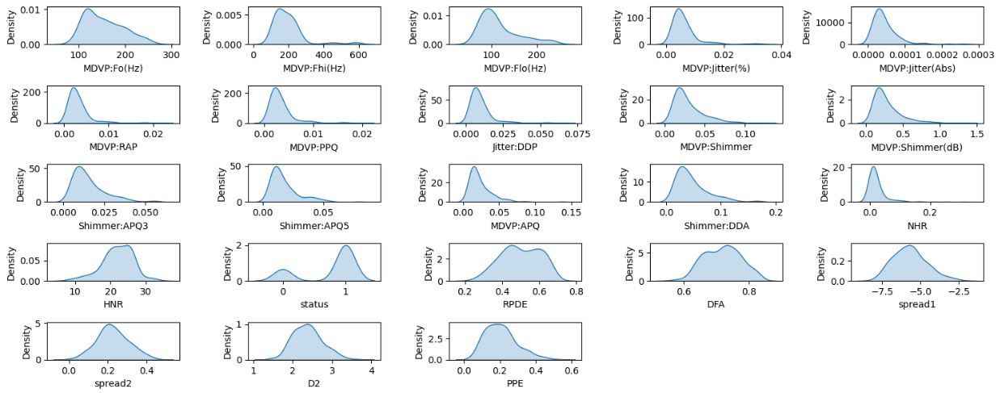 Density 0.01 0.00 100 200 300 MDVP:Fo(Hz)
Density 0.005 0.000 0 200 400 600 MDVP:Fhi(Hz)
Density 0.01 0.00 100 200 MDVP:Flo(Hz)
Density 100 0 0.00 0.02 0.04 MDVP:Jitter(%)
Density 10000 0 0.0000 0.0001 0.0002 0.0003 MDVP:Jitter(Abs)
Density 200 0 0.00 0.01 0.02 MDVP:RAP
Density 200 0 0.00 0.01 0.02 MDVP:PPQ
Density 50 0 0.000 0.025 0.050 0.075 Jitter:DDP
Density 20 0 0.00 0.05 0.10 MDVP:Shimmer
Density 2 0 0.0 0.5 1.0 1.5 MDVP:Shimmer(dB)
Density 50 0 0.000 0.025 0.050 Shimmer:APQ3
Density 50 0 0.00 0.05 Shimmer:APQ5
Density 20 0 0.00 0.05 0.10 0.15 MDVP:APQ
Density 10 0 0.0 0.1 0.2 Shimmer:DDA
Density 20 0 0.0 0.2 NHR
Density 0.05 0.00 10 20 30 HNR
Density 2 0 0 1 status
Density 2 0 0.2 0.4 0.6 0.8 RPDE
Density 5 0 0.6 0.8 DFA
Density 0.2 0.0 −7.5 −5.0 −2.5 spread1
Density 5 0 0.0 0.2 0.4 spread2
Density 1 0 1 2 3 4 D2
Density 2.5 0.0 0.0 0.2 0.4 0.6 PPE